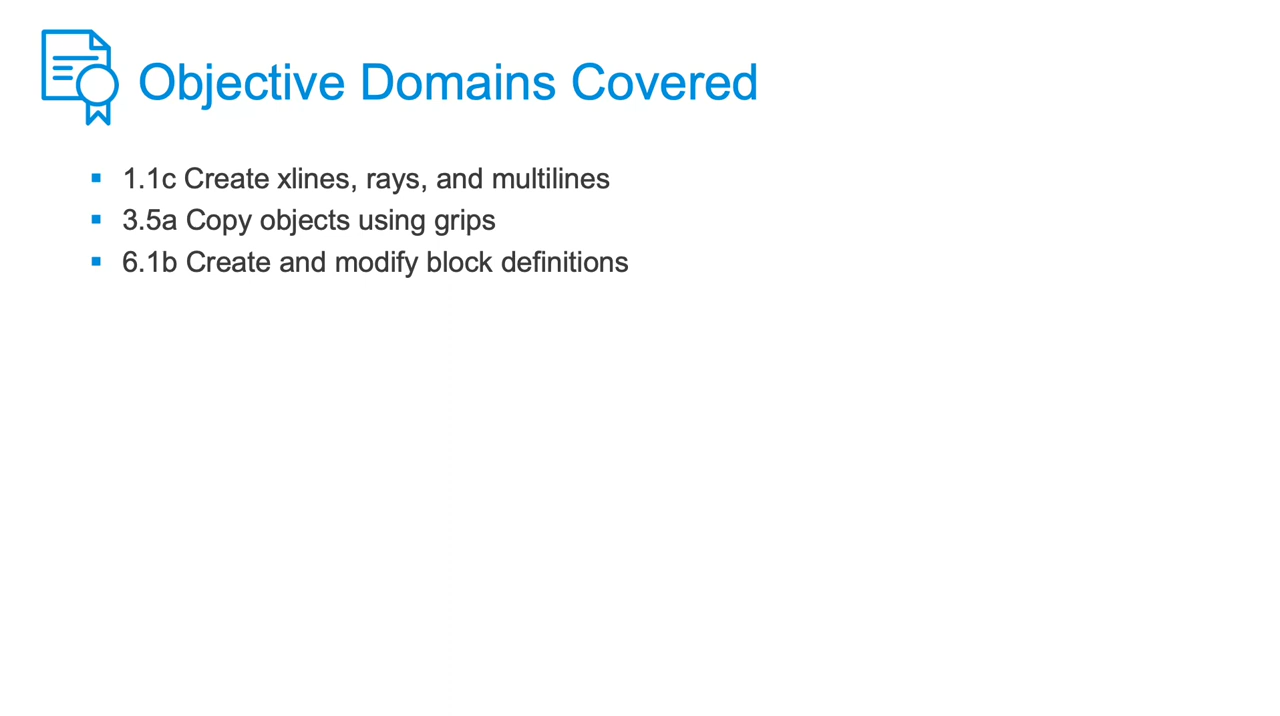 Objective Domains Covered
1.1c Create xlines, rays, and multilines
3.5a Copy objects using grips
6.1b Create and modify block definitions